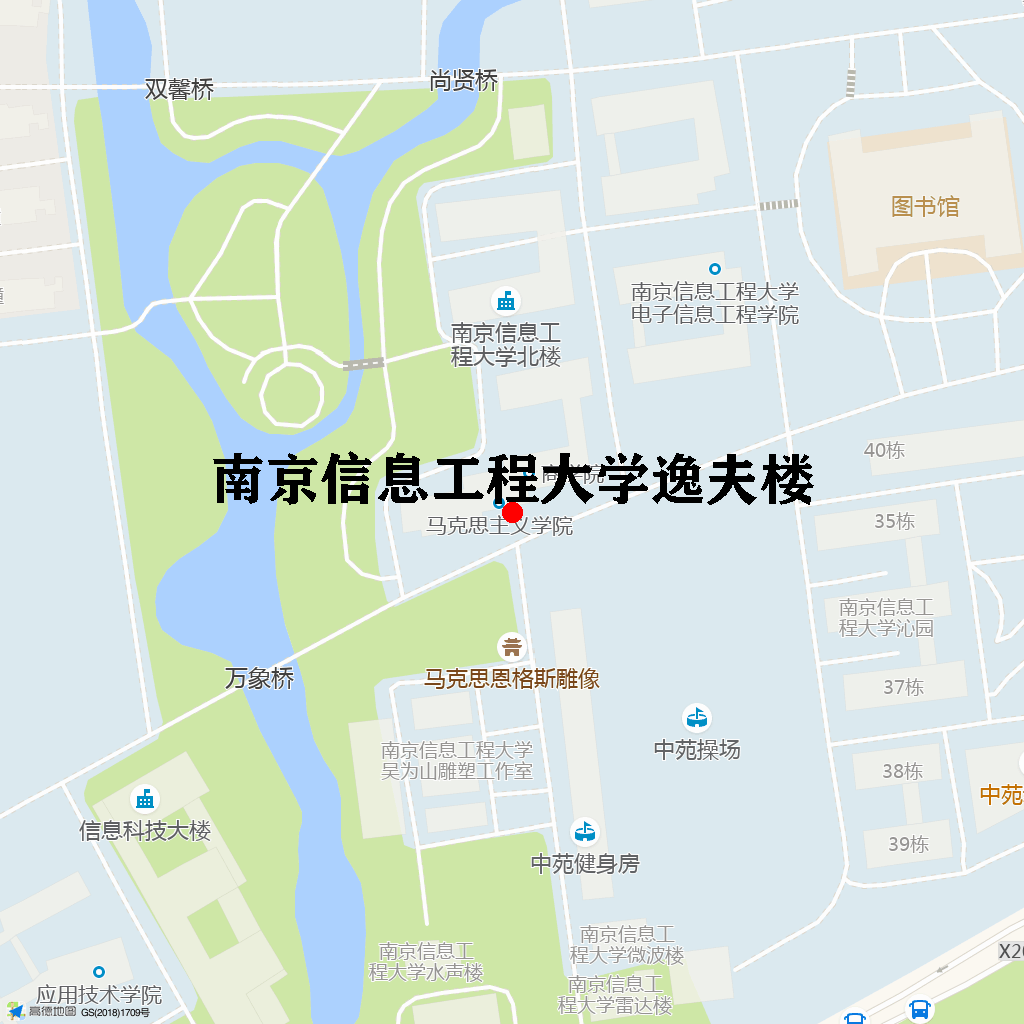 双馨桥
尚贤桥
图书馆
南京信息工程大学
电子信息工程学院
南京信息工
程大学北楼
40栋
商学院
南京信息工程大学逸夫楼
35栋
马克思主义学院
南京信息工
程大学沁园
万象桥
马克思恩格斯雕像
37栋
中苑操场
南京信息工程大学
吴为山雕塑工作室
38栋
中苑
信息科技大楼
39栋
中苑健身房
南京信息工
程大学微波楼
南京信息工
程大学水声楼
X2
应用技术学院
南京信息工
程大学雷达楼
高德地图 GS(2018)1709号